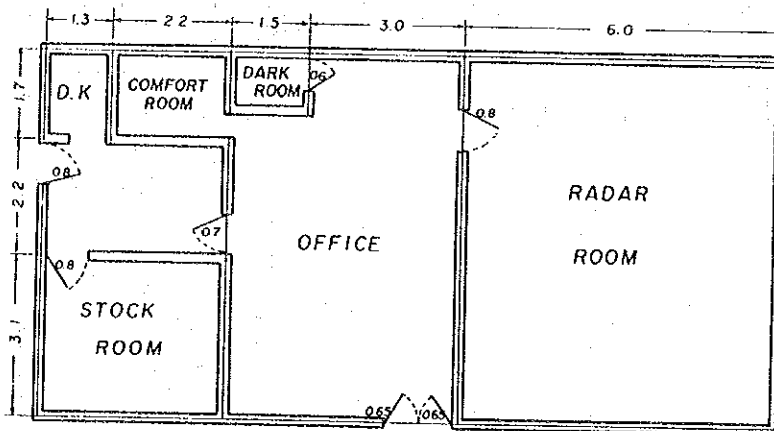 1.3 2.2 1.5 3.0 6.0
1.7
2.2
3.1
D.K
COMFORT
ROOM
DARK
ROOM
0.6
0.8
0.8
0.7
0.8
OFFICE
RADAR
ROOM
STOCK
ROOM
0.65 0.65